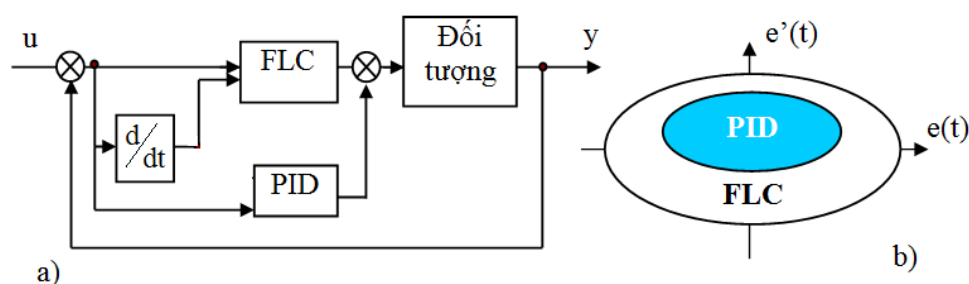 u
FLC
Đối
tượng
y
d
dt
PID
a)
e’(t)
e(t)
PID
FLC
b)